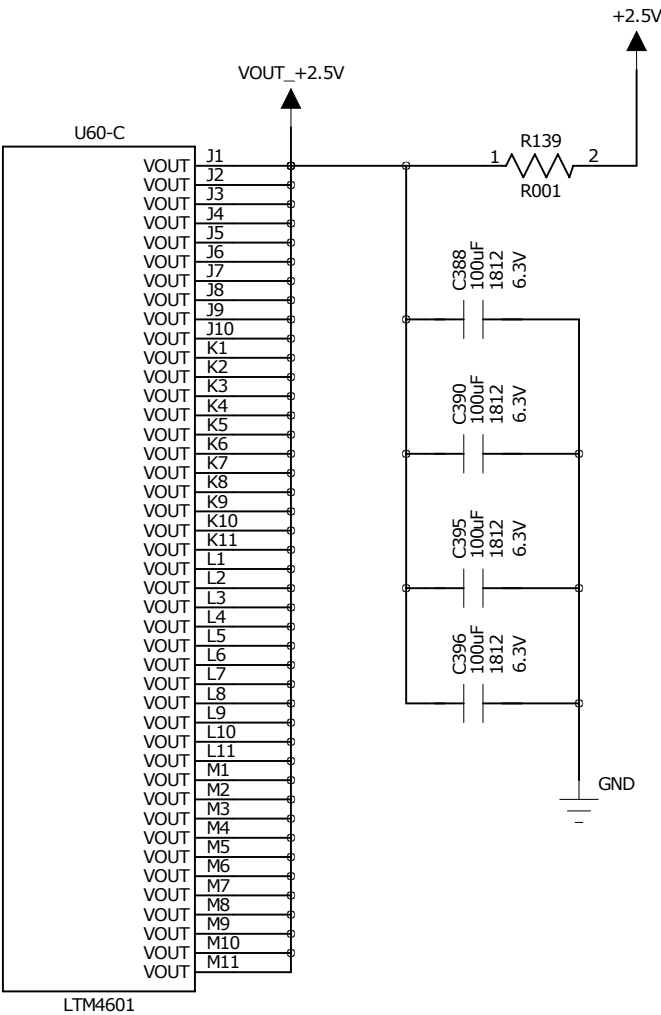 +2.5V
VOUT_+2.5V
U60-C
VOUT J1
VOUT J2
VOUT J3
VOUT J4
VOUT J5
VOUT J6
VOUT J7
VOUT J8
VOUT J9
VOUT J10
VOUT K1
VOUT K2
VOUT K3
VOUT K4
VOUT K5
VOUT K6
VOUT K7
VOUT K8
VOUT K9
VOUT K10
VOUT K11
VOUT L1
VOUT L2
VOUT L3
VOUT L4
VOUT L5
VOUT L6
VOUT L7
VOUT L8
VOUT L9
VOUT L10
VOUT L11
VOUT M1
VOUT M2
VOUT M3
VOUT M4
VOUT M5
VOUT M6
VOUT M7
VOUT M8
VOUT M9
VOUT M10
VOUT M11
LTM4601
R139
1 2
R001
C388
100uF
1812
6.3V
C390
100uF
1812
6.3V
C395
100uF
1812
6.3V
C396
100uF
1812
6.3V
GND